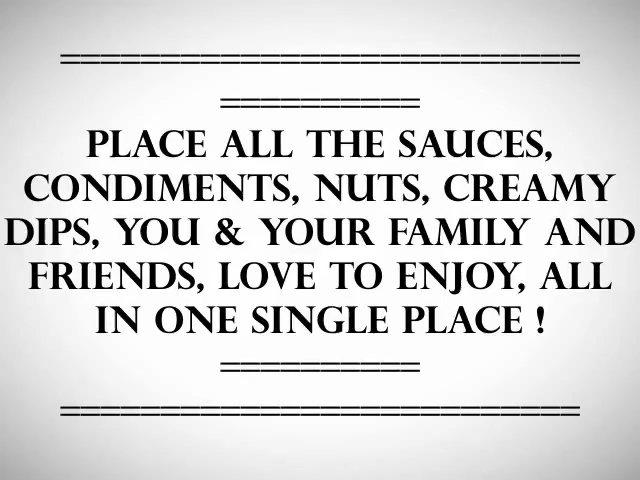 ==========================
==========
PLACE ALL THE SAUCES,
CONDIMENTS, NUTS, CREAMY
DIPS, YOU & YOUR FAMILY AND
FRIENDS, LOVE TO ENJOY, ALL
IN ONE SINGLE PLACE !
==========
==========================